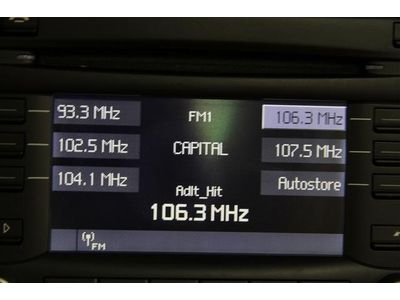 93.3 MHz
FM1
106.3 MHz
102.5 MHz
CAPITAL
107.5 MHz
104.1 MHz
Adlt_Hit
Autostore
106.3 MHz
FM